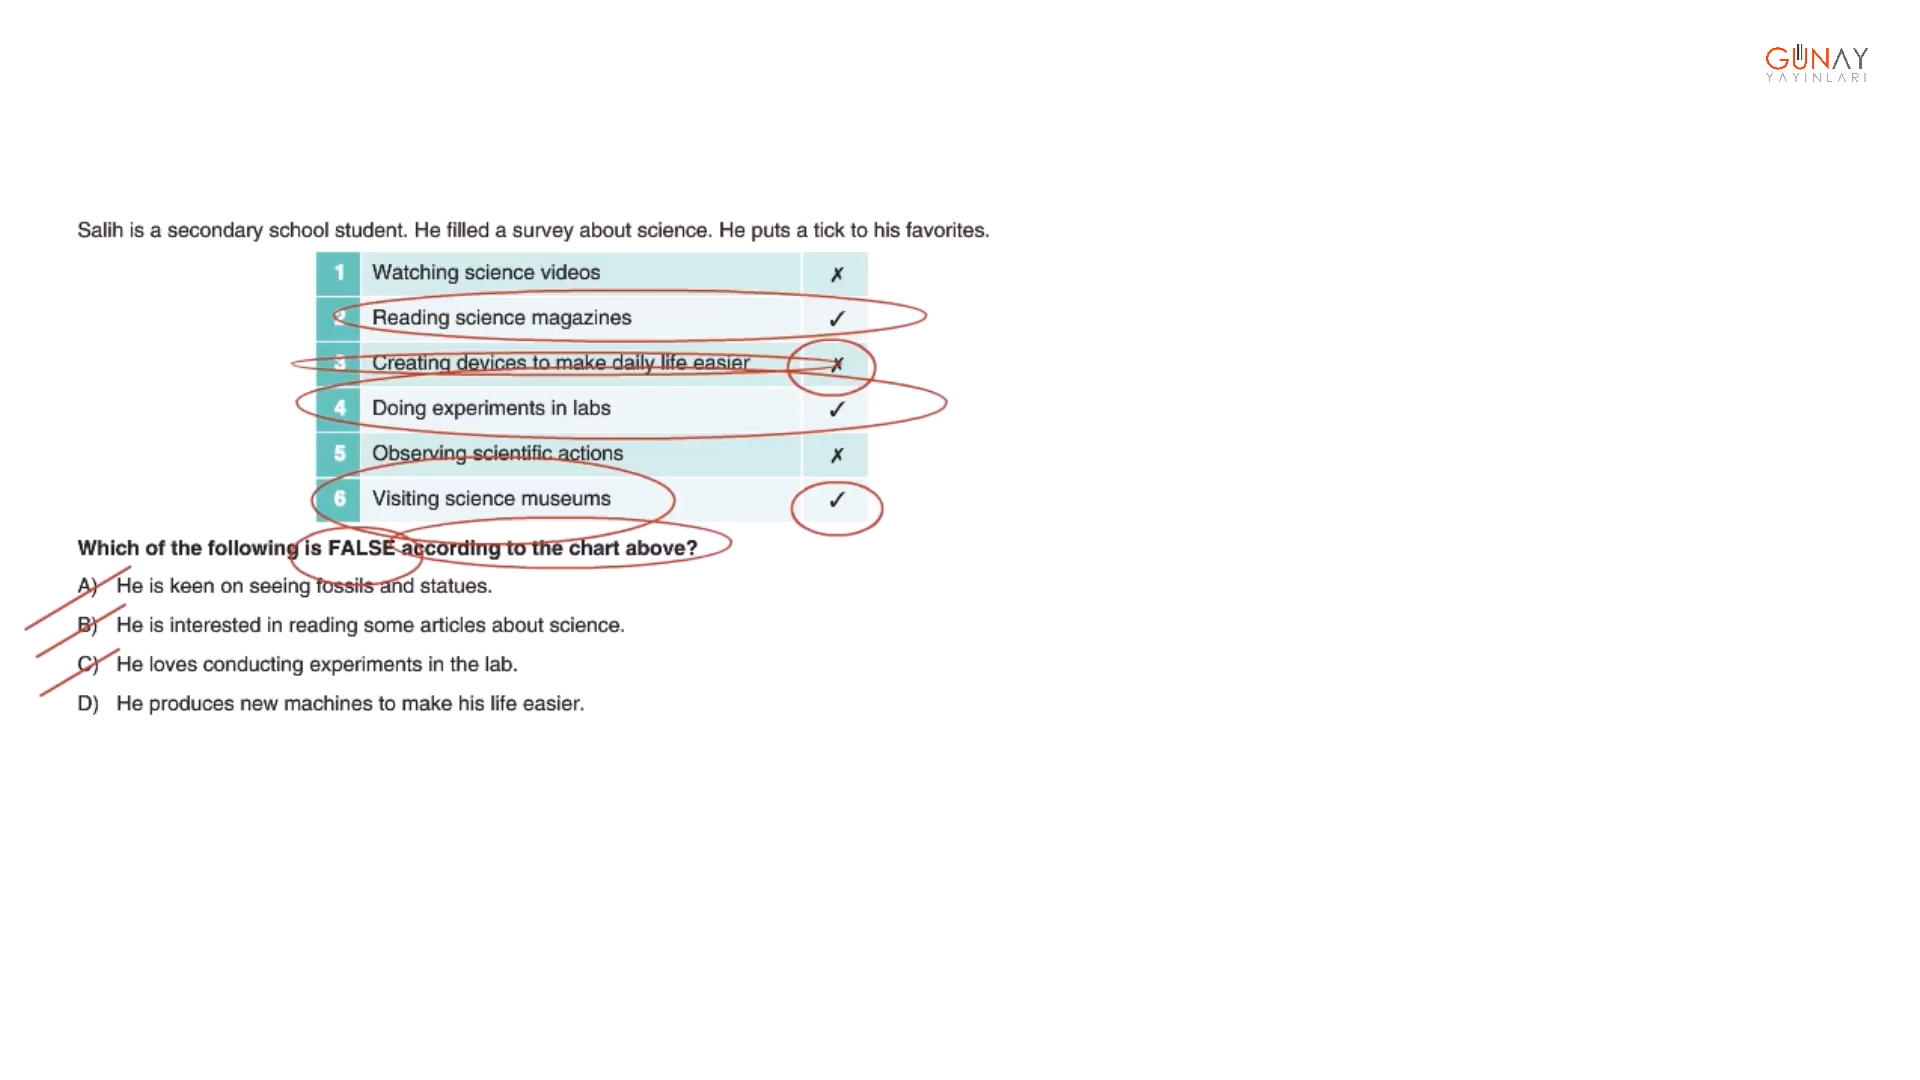 GÜNAY
YAYINLARI
Salih is a secondary school student. He filled a survey about science. He puts a tick to his favorites.
1 Watching science videos ✗
2 Reading science magazines ✓
3 Creating devices to make daily life easier ✗
4 Doing experiments in labs ✓
5 Observing scientific actions ✗
6 Visiting science museums ✓
Which of the following is FALSE according to the chart above?
A) He is keen on seeing fossils and statues.
B) He is interested in reading some articles about science.
C) He loves conducting experiments in the lab.
D) He produces new machines to make his life easier.